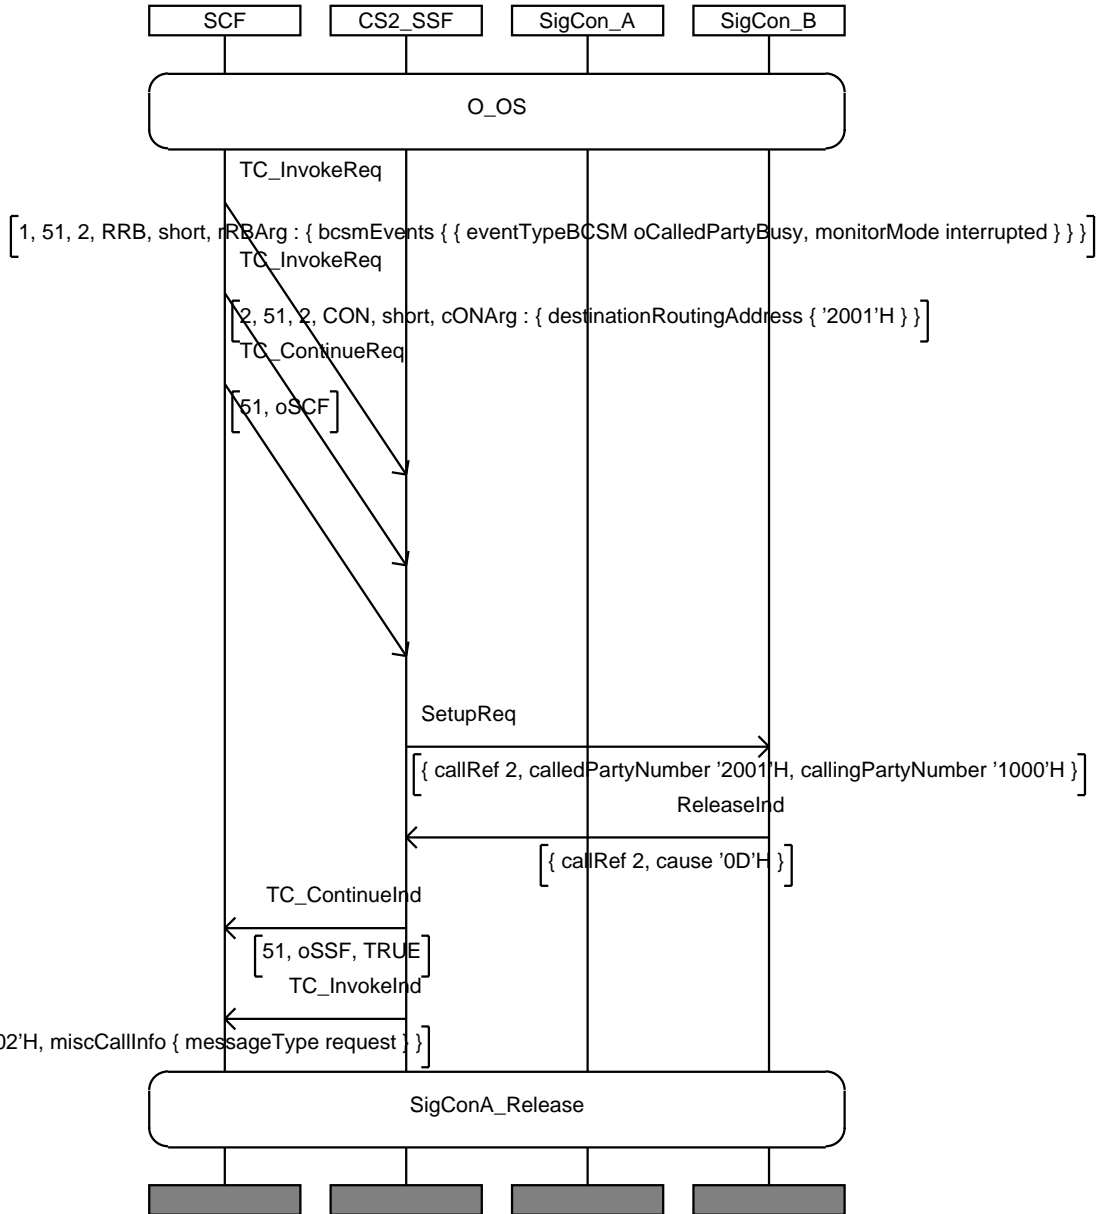 SCF CS2_SSF SigCon_A SigCon_B
O_OS
TC_InvokeReq
1, 51, 2, RRB, short, rRBArg : { bcsmEvents { { eventTypeBCSM oCalledPartyBusy, monitorMode interrupted } } }
TC_InvokeReq
2, 51, 2, CON, short, cONArg : { destinationRoutingAddress { '2001'H } }
TC_ContinueReq
51, oSCF
SetupReq
{ callRef 2, calledPartyNumber '2001'H, callingPartyNumber '1000'H }
ReleaseInd
{ callRef 2, cause '0D'H }
TC_ContinueInd
51, oSSF, TRUE
TC_InvokeInd
02'H, miscCallInfo { messageType request } }
SigConA_Release